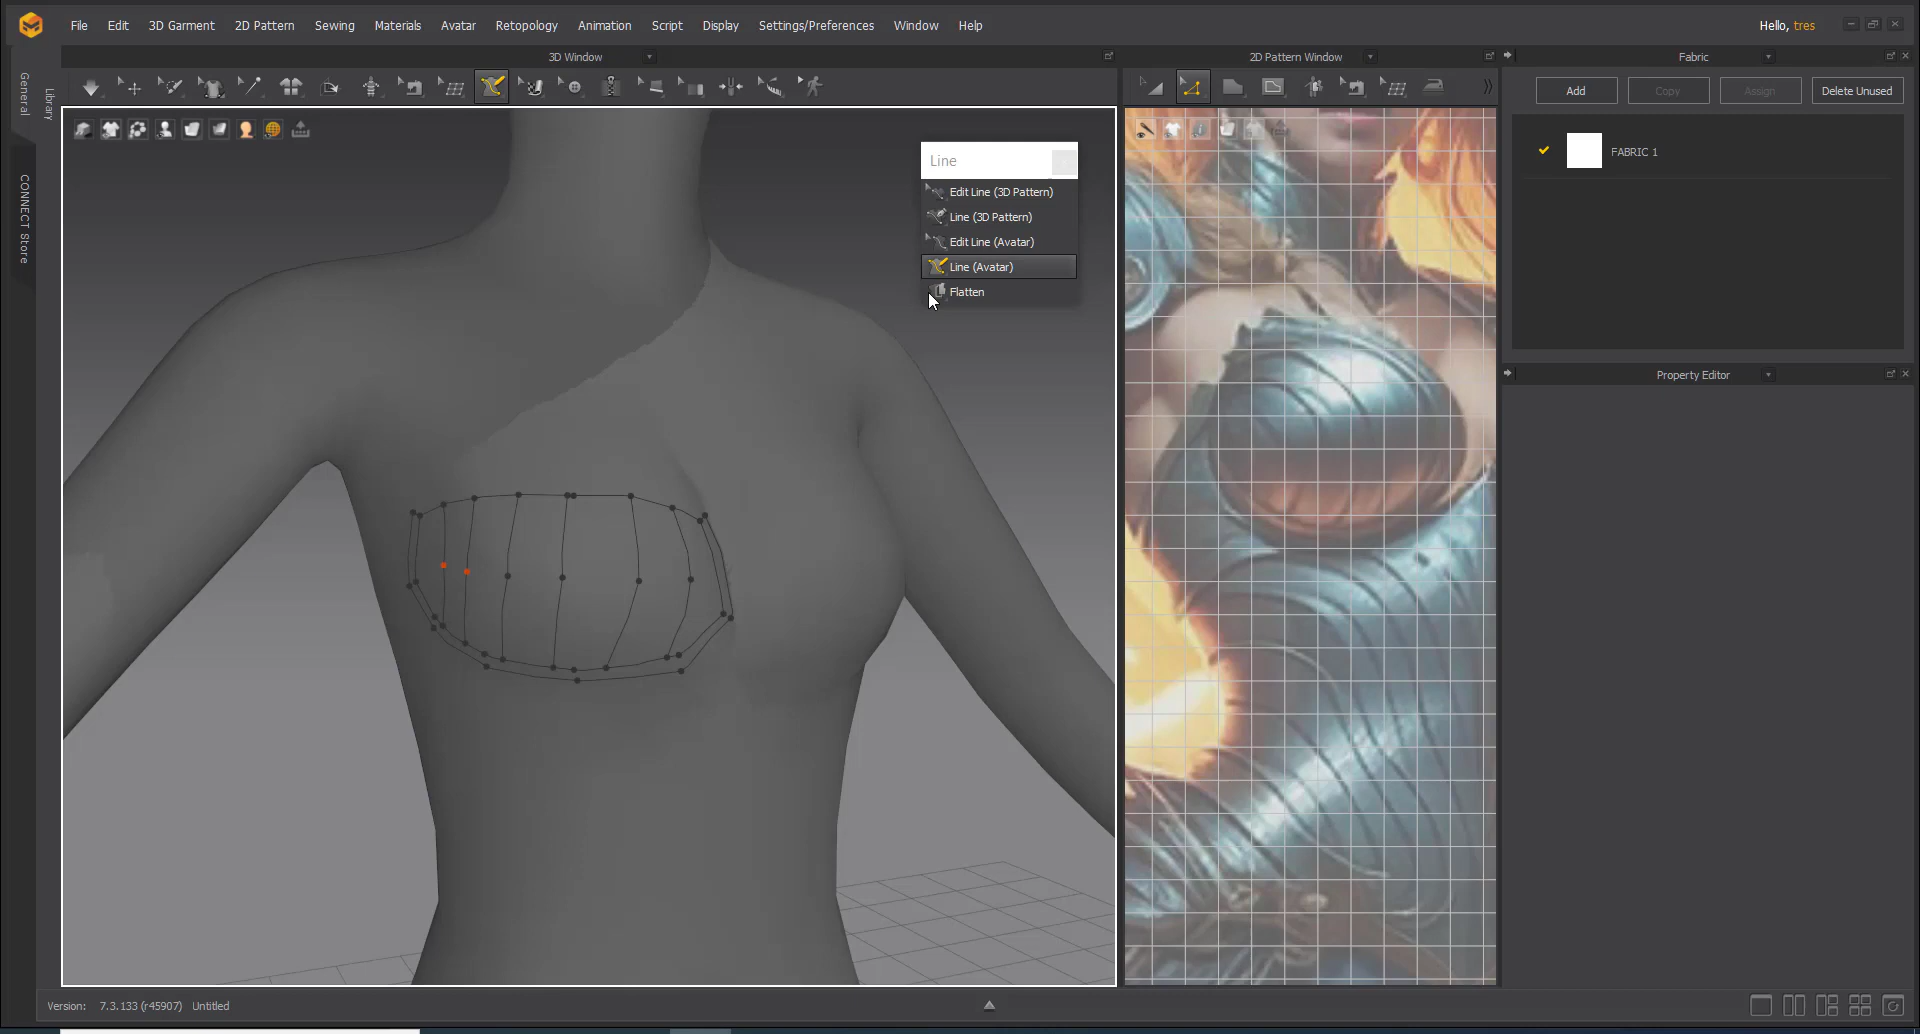 File Edit 3D Garment 2D Pattern Sewing Materials Avatar Retopology Animation Script Display Settings/Preferences Window Help
Hello, tres
General
Library
CONNECT Store
3D Window
2D Pattern Window
Fabric
Add Copy Assign Delete Unused
FABRIC 1
Line
Edit Line (3D Pattern)
Line (3D Pattern)
Edit Line (Avatar)
Line (Avatar)
Flatten
Property Editor
Version: 7.3.133 (r45907) Untitled